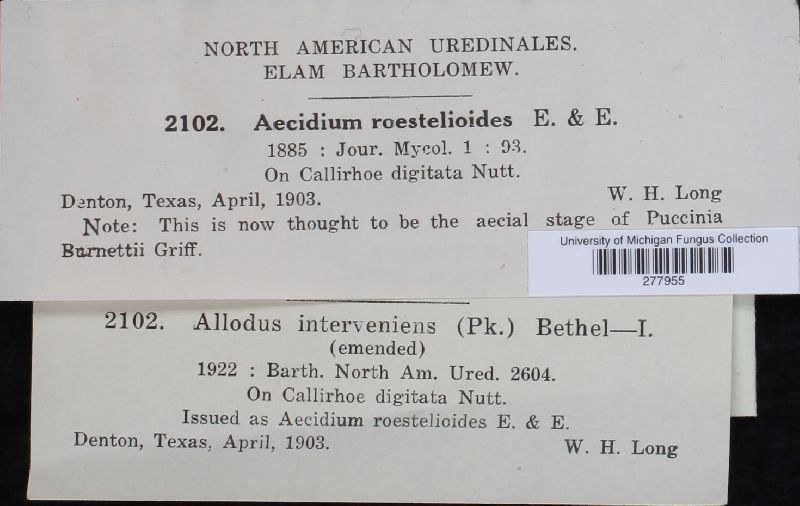 NORTH AMERICAN UREDINALES.
ELAM BARTHOLOMEW.
2102. Aecidium roestelioides E. & E.
1885 : Jour. Mycol. 1 : 93.
On Callirhoe digitata Nutt.
Denton, Texas, April, 1903. W. H. Long
Note: This is now thought to be the aecial stage of Puccinia
Burnettii Griff.
University of Michigan Fungus Collection
277955
2102. Allodus interveniens (Pk.) Bethel—I.
(emended)
1922 : Barth. North Am. Ured. 2604.
On Callirhoe digitata Nutt.
Issued as Aecidium roestelioides E. & E.
Denton, Texas, April, 1903. W. H. Long